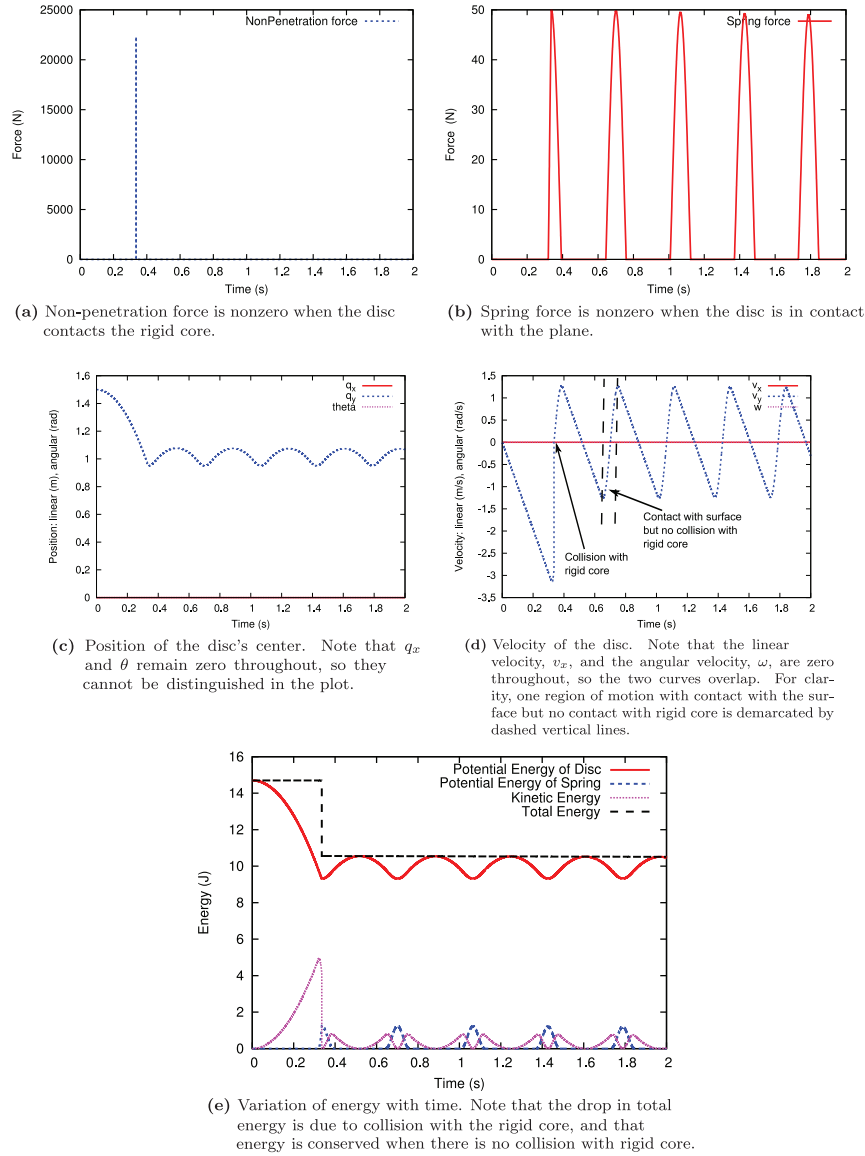 NonPenetration force
25000
20000
15000
10000
5000
0
Force (N)
0 0.2 0.4 0.6 0.8 1 1.2 1.4 1.6 1.8 2
Time (s)
(a) Non-penetration force is nonzero when the disc
contacts the rigid core.
Spring force
50
40
30
20
10
0
Force (N)
0 0.2 0.4 0.6 0.8 1 1.2 1.4 1.6 1.8 2
Time (s)
(b) Spring force is nonzero when the disc is in contact
with the plane.
q_x
q_y
theta
1.6
1.4
1.2
1
0.8
0.6
0.4
0.2
0
Position: linear (m), angular (rad)
0 0.2 0.4 0.6 0.8 1 1.2 1.4 1.6 1.8 2
Time (s)
(c) Position of the disc's center. Note that q_x
and θ remain zero throughout, so they
cannot be distinguished in the plot.
v_x
v_y
w
1.5
1
0.5
0
-0.5
-1
-1.5
-2
-2.5
-3
-3.5
Velocity: linear (m/s), angular (rad/s)
Contact with surface
but no collision with
rigid core
Collision with
rigid core
0 0.2 0.4 0.6 0.8 1 1.2 1.4 1.6 1.8 2
Time (s)
(d) Velocity of the disc. Note that the linear
velocity, v_x, and the angular velocity, ω, are zero
throughout, so the two curves overlap. For clar-
ity, one region of motion with contact with the sur-
face but no contact with rigid core is demarcated by
dashed vertical lines.
Potential Energy of Disc
Potential Energy of Spring
Kinetic Energy
Total Energy
16
14
12
10
8
6
4
2
0
Energy (J)
0 0.2 0.4 0.6 0.8 1 1.2 1.4 1.6 1.8 2
Time (s)
(e) Variation of energy with time. Note that the drop in total
energy is due to collision with the rigid core, and that
energy is conserved when there is no collision with rigid core.